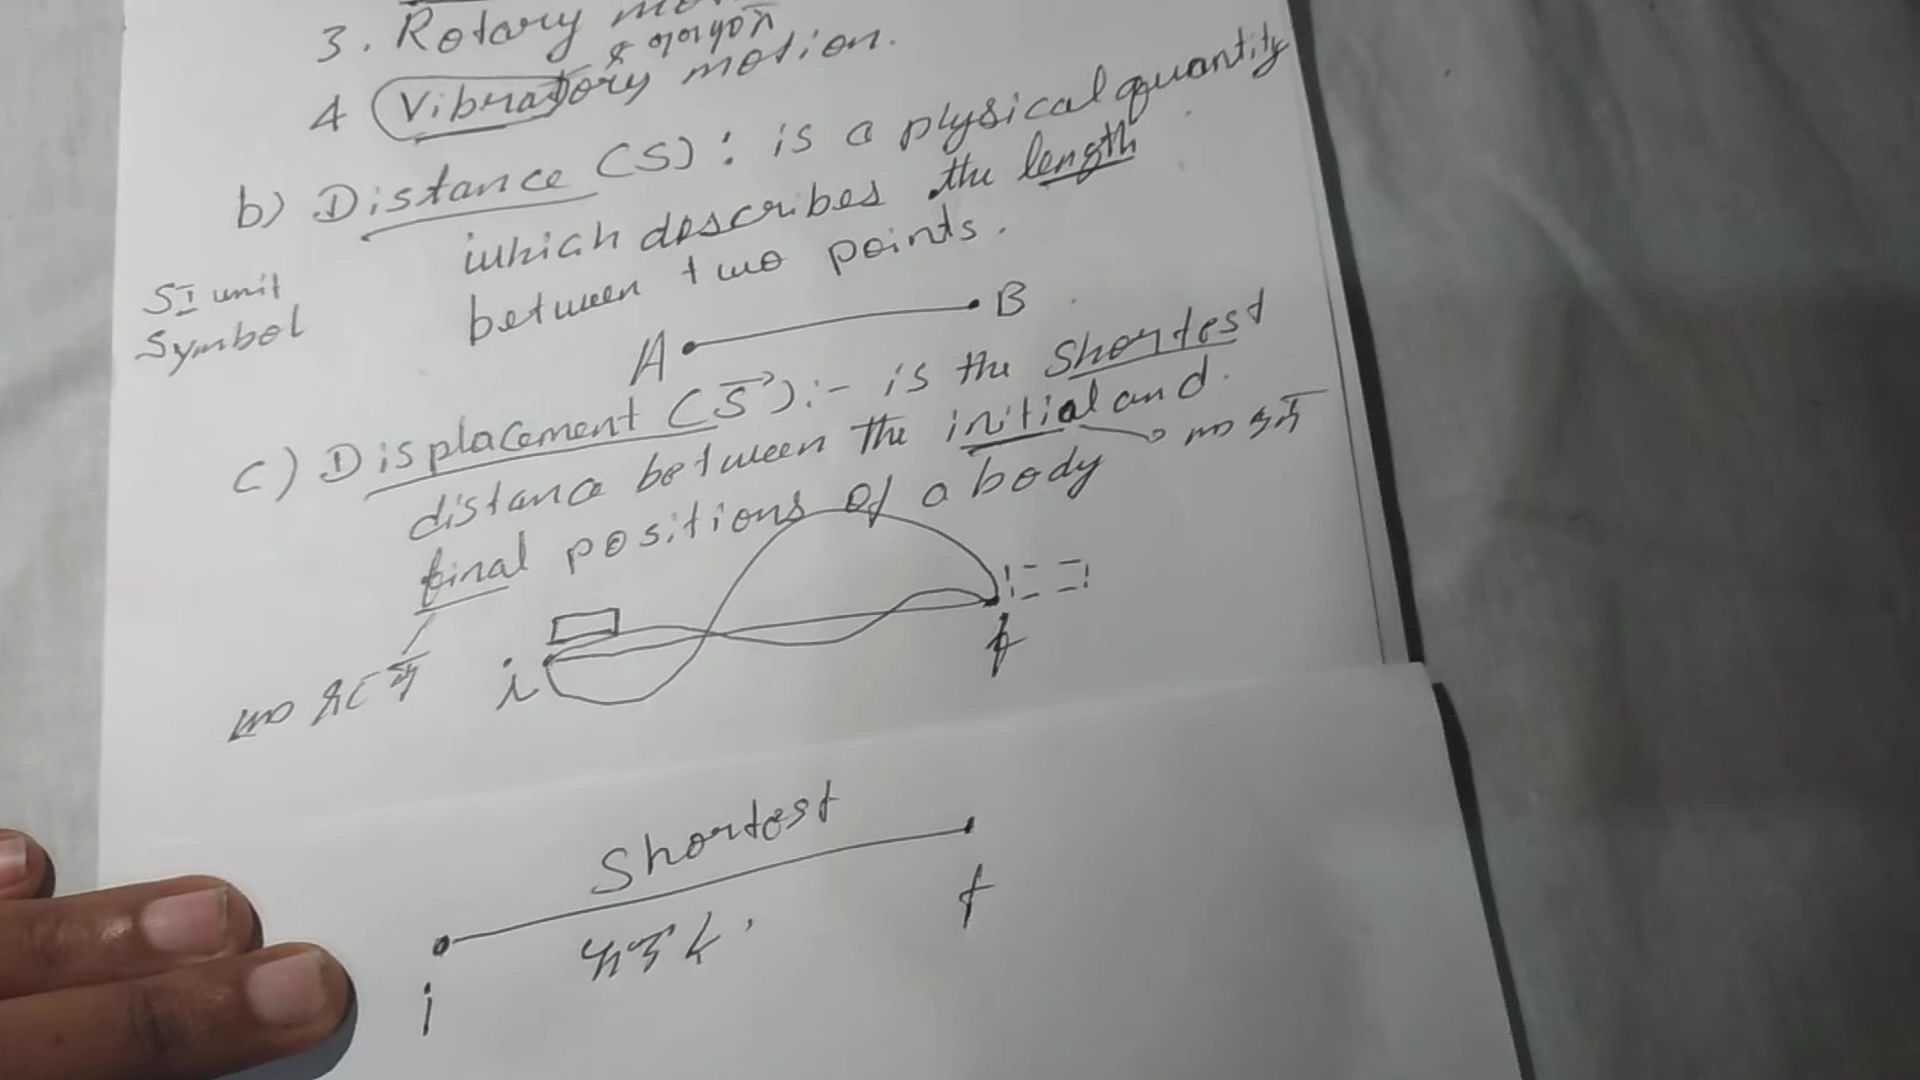 3. Rotary
4 Vibratory motion.
b) Distance (S) : is a physical quantity
which describes the length
between two points.
SI unit
Symbol
A B
c) Displacement (S⃗):- is the Shortest
distance between the initial and
final positions of a body
i f
Shortest
i f